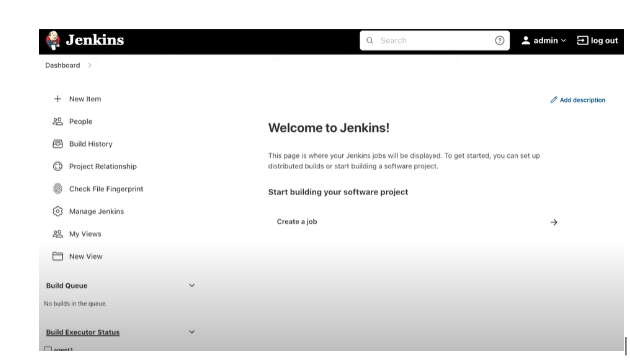 Jenkins
Search
admin
log out
Dashboard
New Item
Add description
People
Welcome to Jenkins!
Build History
This page is where your Jenkins jobs will be displayed. To get started, you can set up
distributed builds or start building a software project.
Project Relationship
Check File Fingerprint
Start building your software project
Manage Jenkins
Create a job
My Views
New View
Build Queue
No builds in the queue.
Build Executor Status
agent1